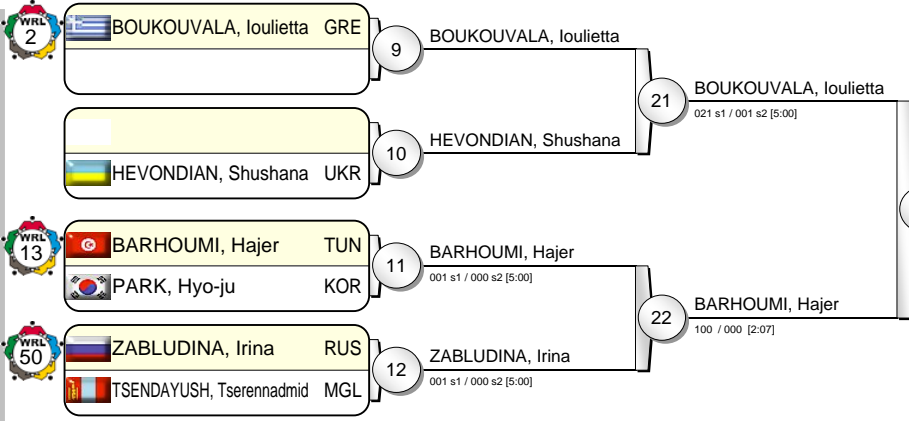 WRL
2
BOUKOUVALA, Ioulietta GRE
9
BOUKOUVALA, Ioulietta
21
BOUKOUVALA, Ioulietta
021 s1 / 001 s2 [5:00]
10
HEVONDIAN, Shushana
HEVONDIAN, Shushana UKR
WRL
13
BARHOUMI, Hajer TUN
11
BARHOUMI, Hajer
001 s1 / 000 s2 [5:00]
PARK, Hyo-ju KOR
22
BARHOUMI, Hajer
100 / 000 [2:07]
WRL
50
ZABLUDINA, Irina RUS
12
ZABLUDINA, Irina
001 s1 / 000 s2 [5:00]
TSENDAYUSH, Tserennadmid MGL